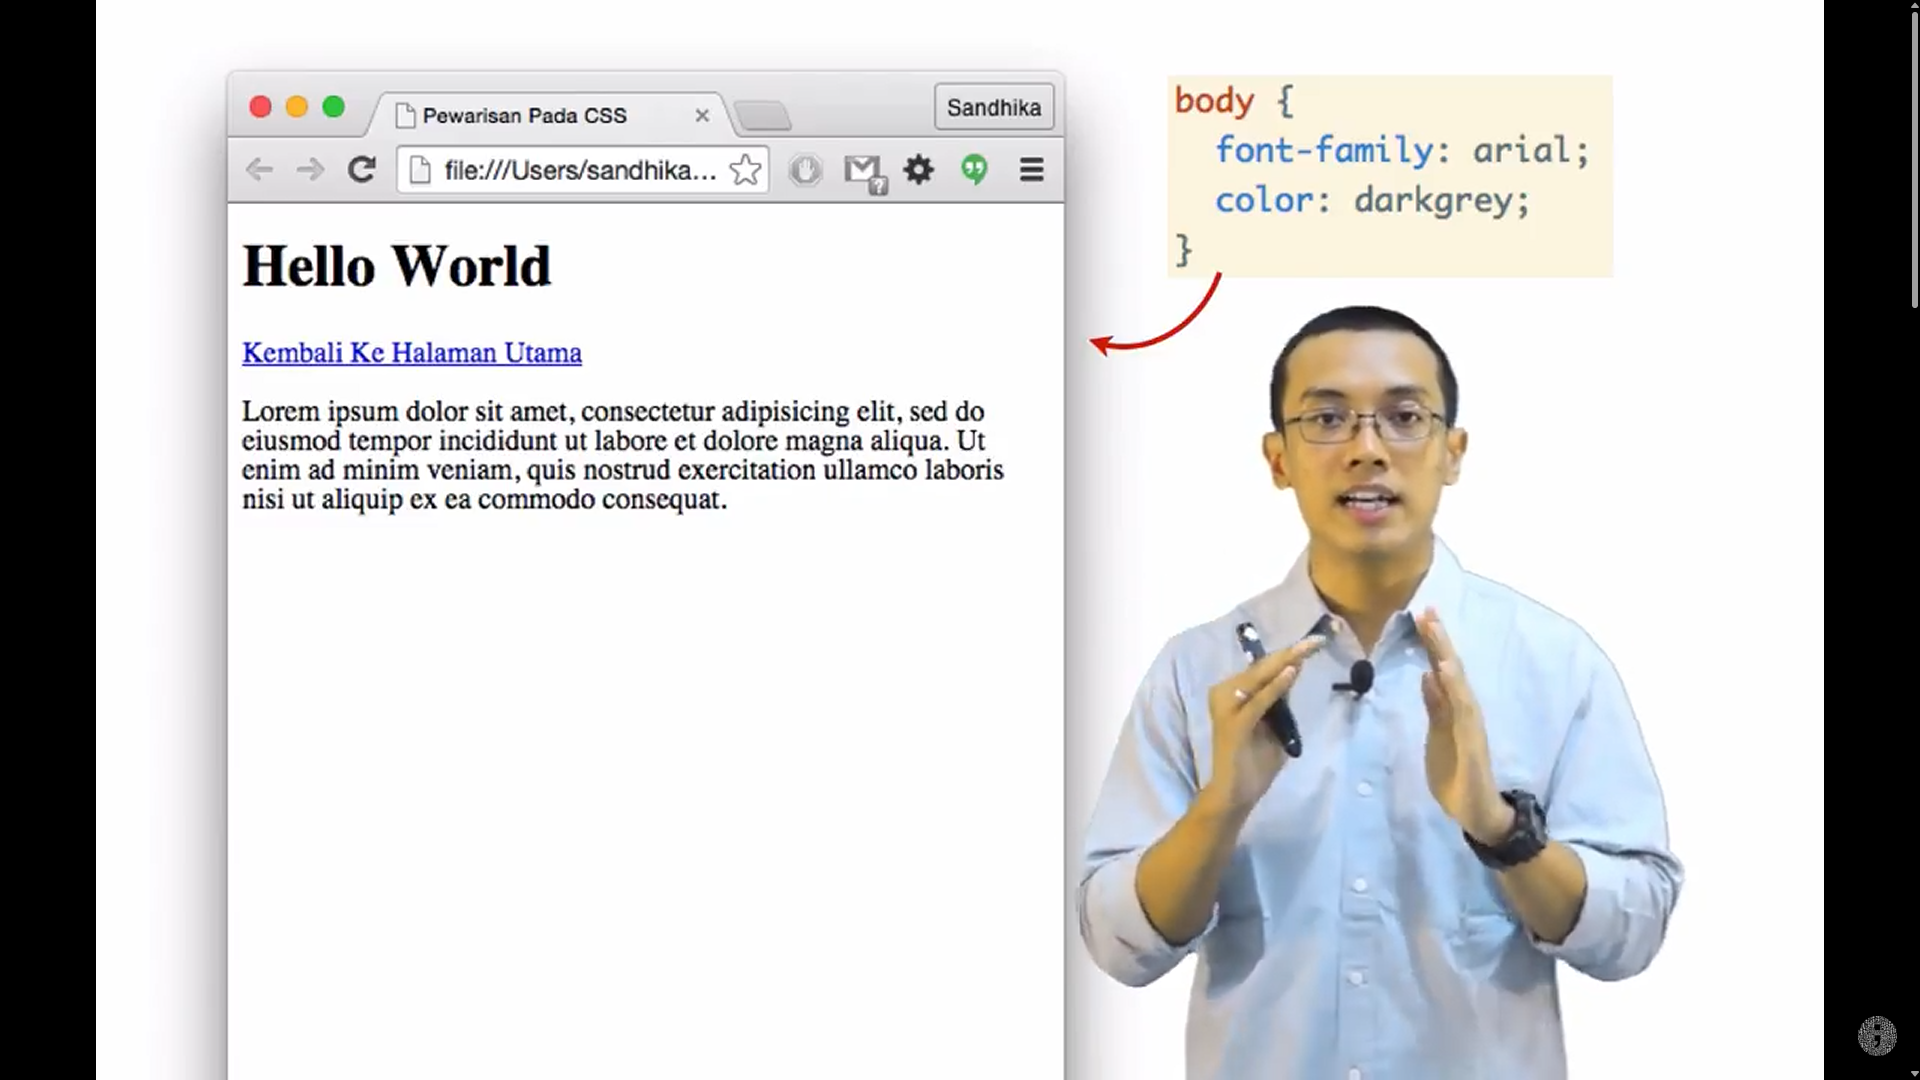 Pewarisan Pada CSS
Sandhika
file:///Users/sandhika...
Hello World
Kembali Ke Halaman Utama
Lorem ipsum dolor sit amet, consectetur adipisicing elit, sed do
eiusmod tempor incididunt ut labore et dolore magna aliqua. Ut
enim ad minim veniam, quis nostrud exercitation ullamco laboris
nisi ut aliquip ex ea commodo consequat.
body {
font-family: arial;
color: darkgrey;
}